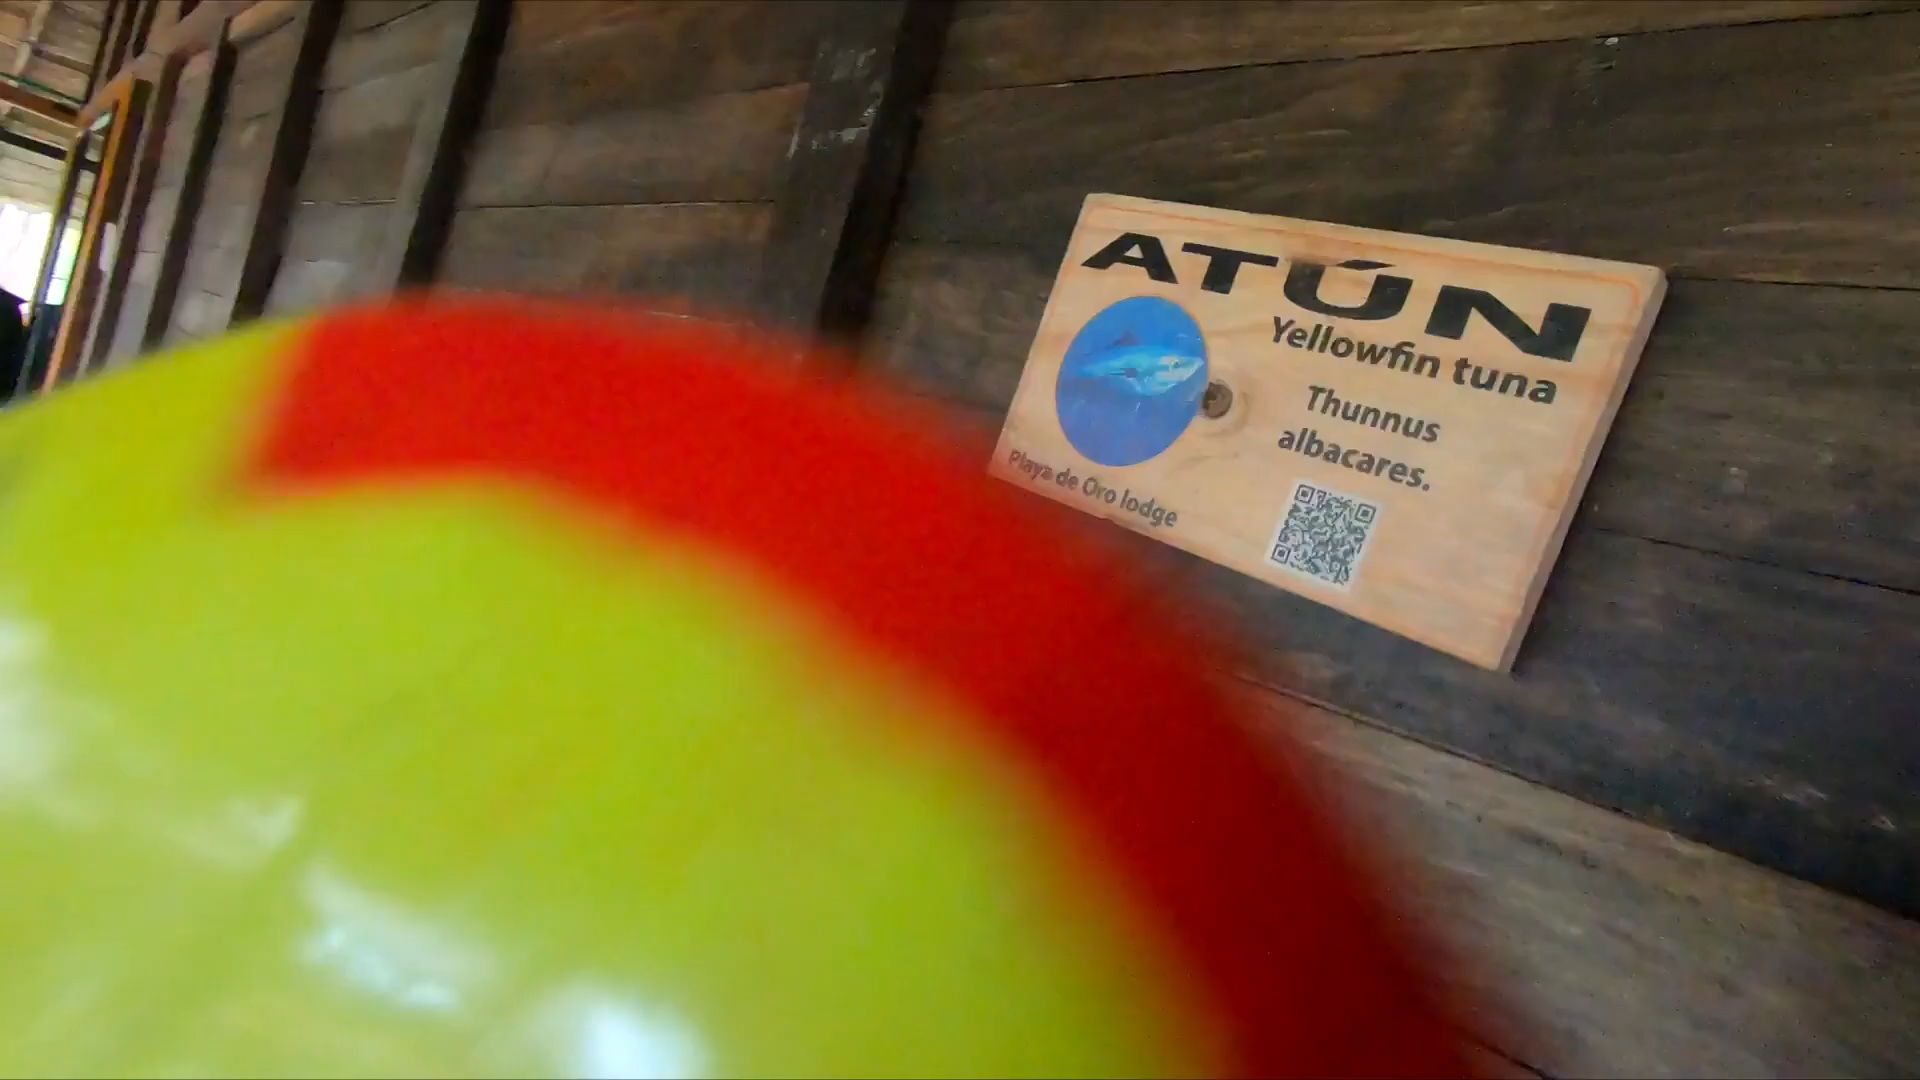 ATÚN
Yellowfin tuna
Thunnus
albacares.
Playa de Oro lodge